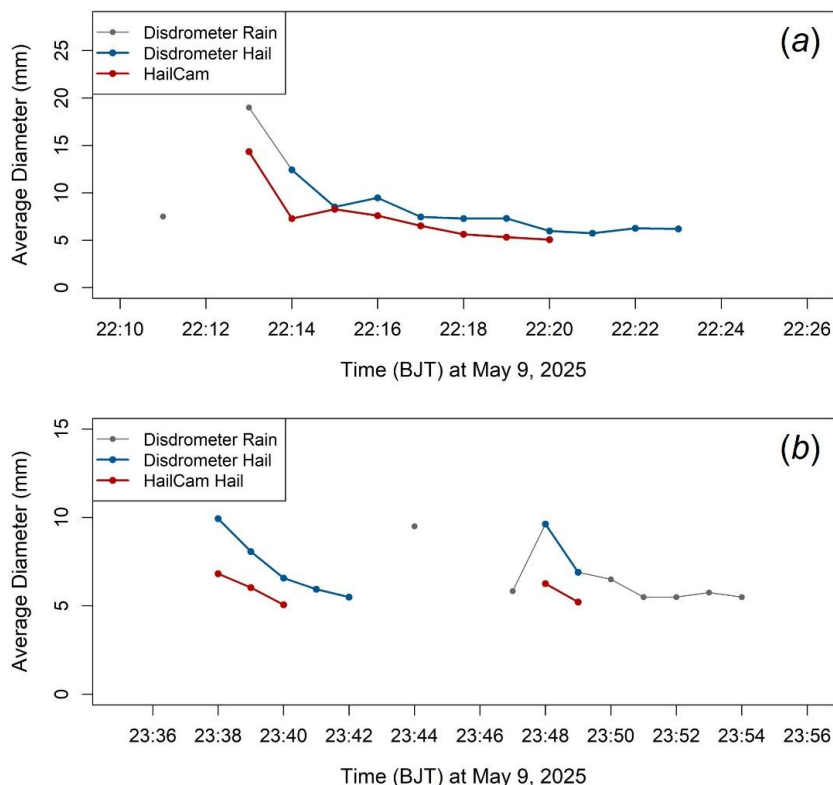 Disdrometer Rain
Disdrometer Hail
HailCam
(a)
Average Diameter (mm)
25
20
15
10
5
0
22:10 22:12 22:14 22:16 22:18 22:20 22:22 22:24 22:26
Time (BJT) at May 9, 2025
Disdrometer Rain
Disdrometer Hail
HailCam Hail
(b)
Average Diameter (mm)
15
10
5
0
23:36 23:38 23:40 23:42 23:44 23:46 23:48 23:50 23:52 23:54 23:56
Time (BJT) at May 9, 2025